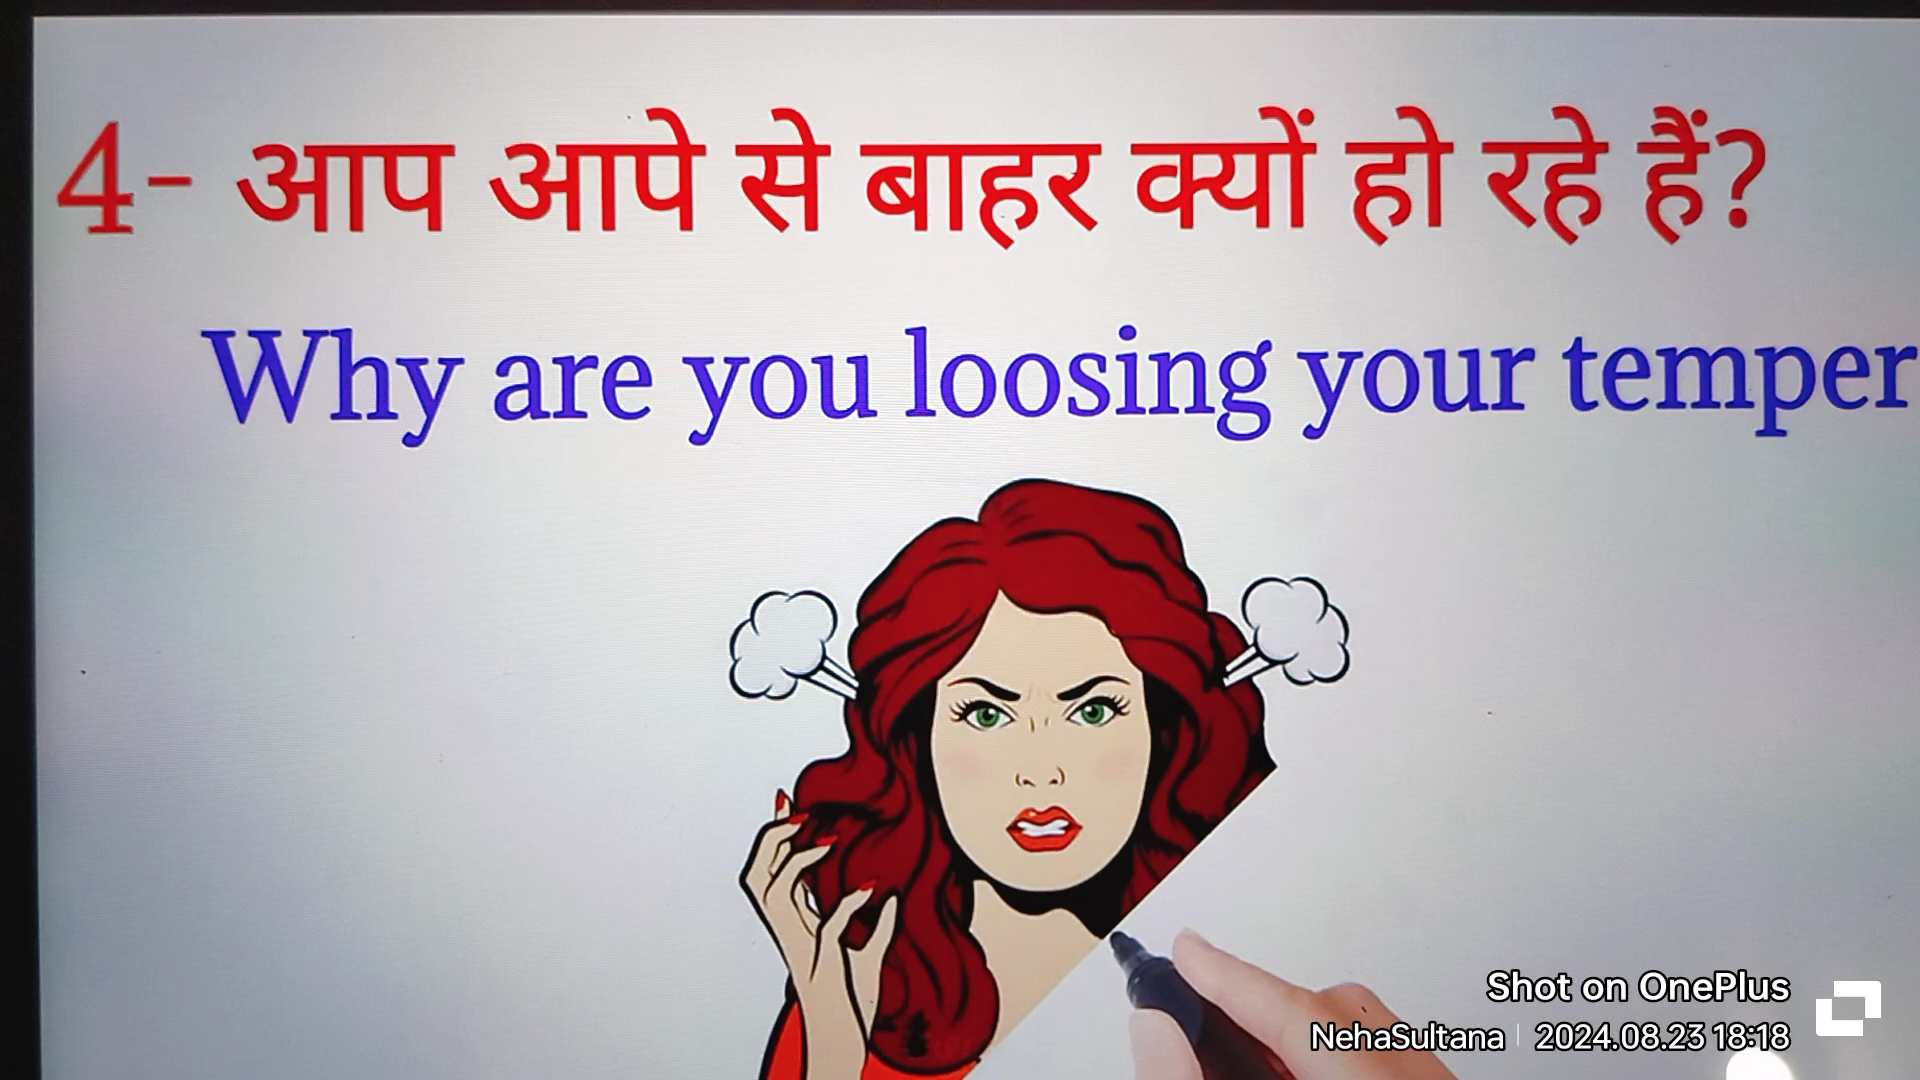 4- आप आपे से बाहर क्यों हो रहे हैं?
Why are you loosing your temper
Shot on OnePlus
NehaSultana | 2024.08.23 18:18